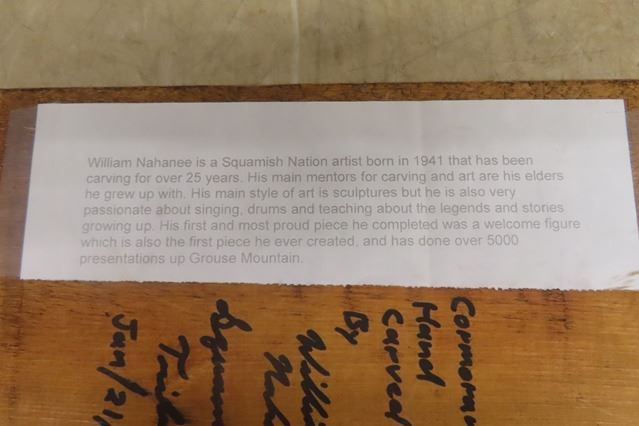 William Nahanee is a Squamish Nation artist born in 1941 that has been
carving for over 25 years. His main mentors for carving and art are his elders
he grew up with. His main style of art is sculptures but he is also very
passionate about singing, drums and teaching about the legends and stories
growing up. His first and most proud piece he completed was a welcome figure
which is also the first piece he ever created, and has done over 5000
presentations up Grouse Mountain.
Hand
Carved
By
Jan/21/